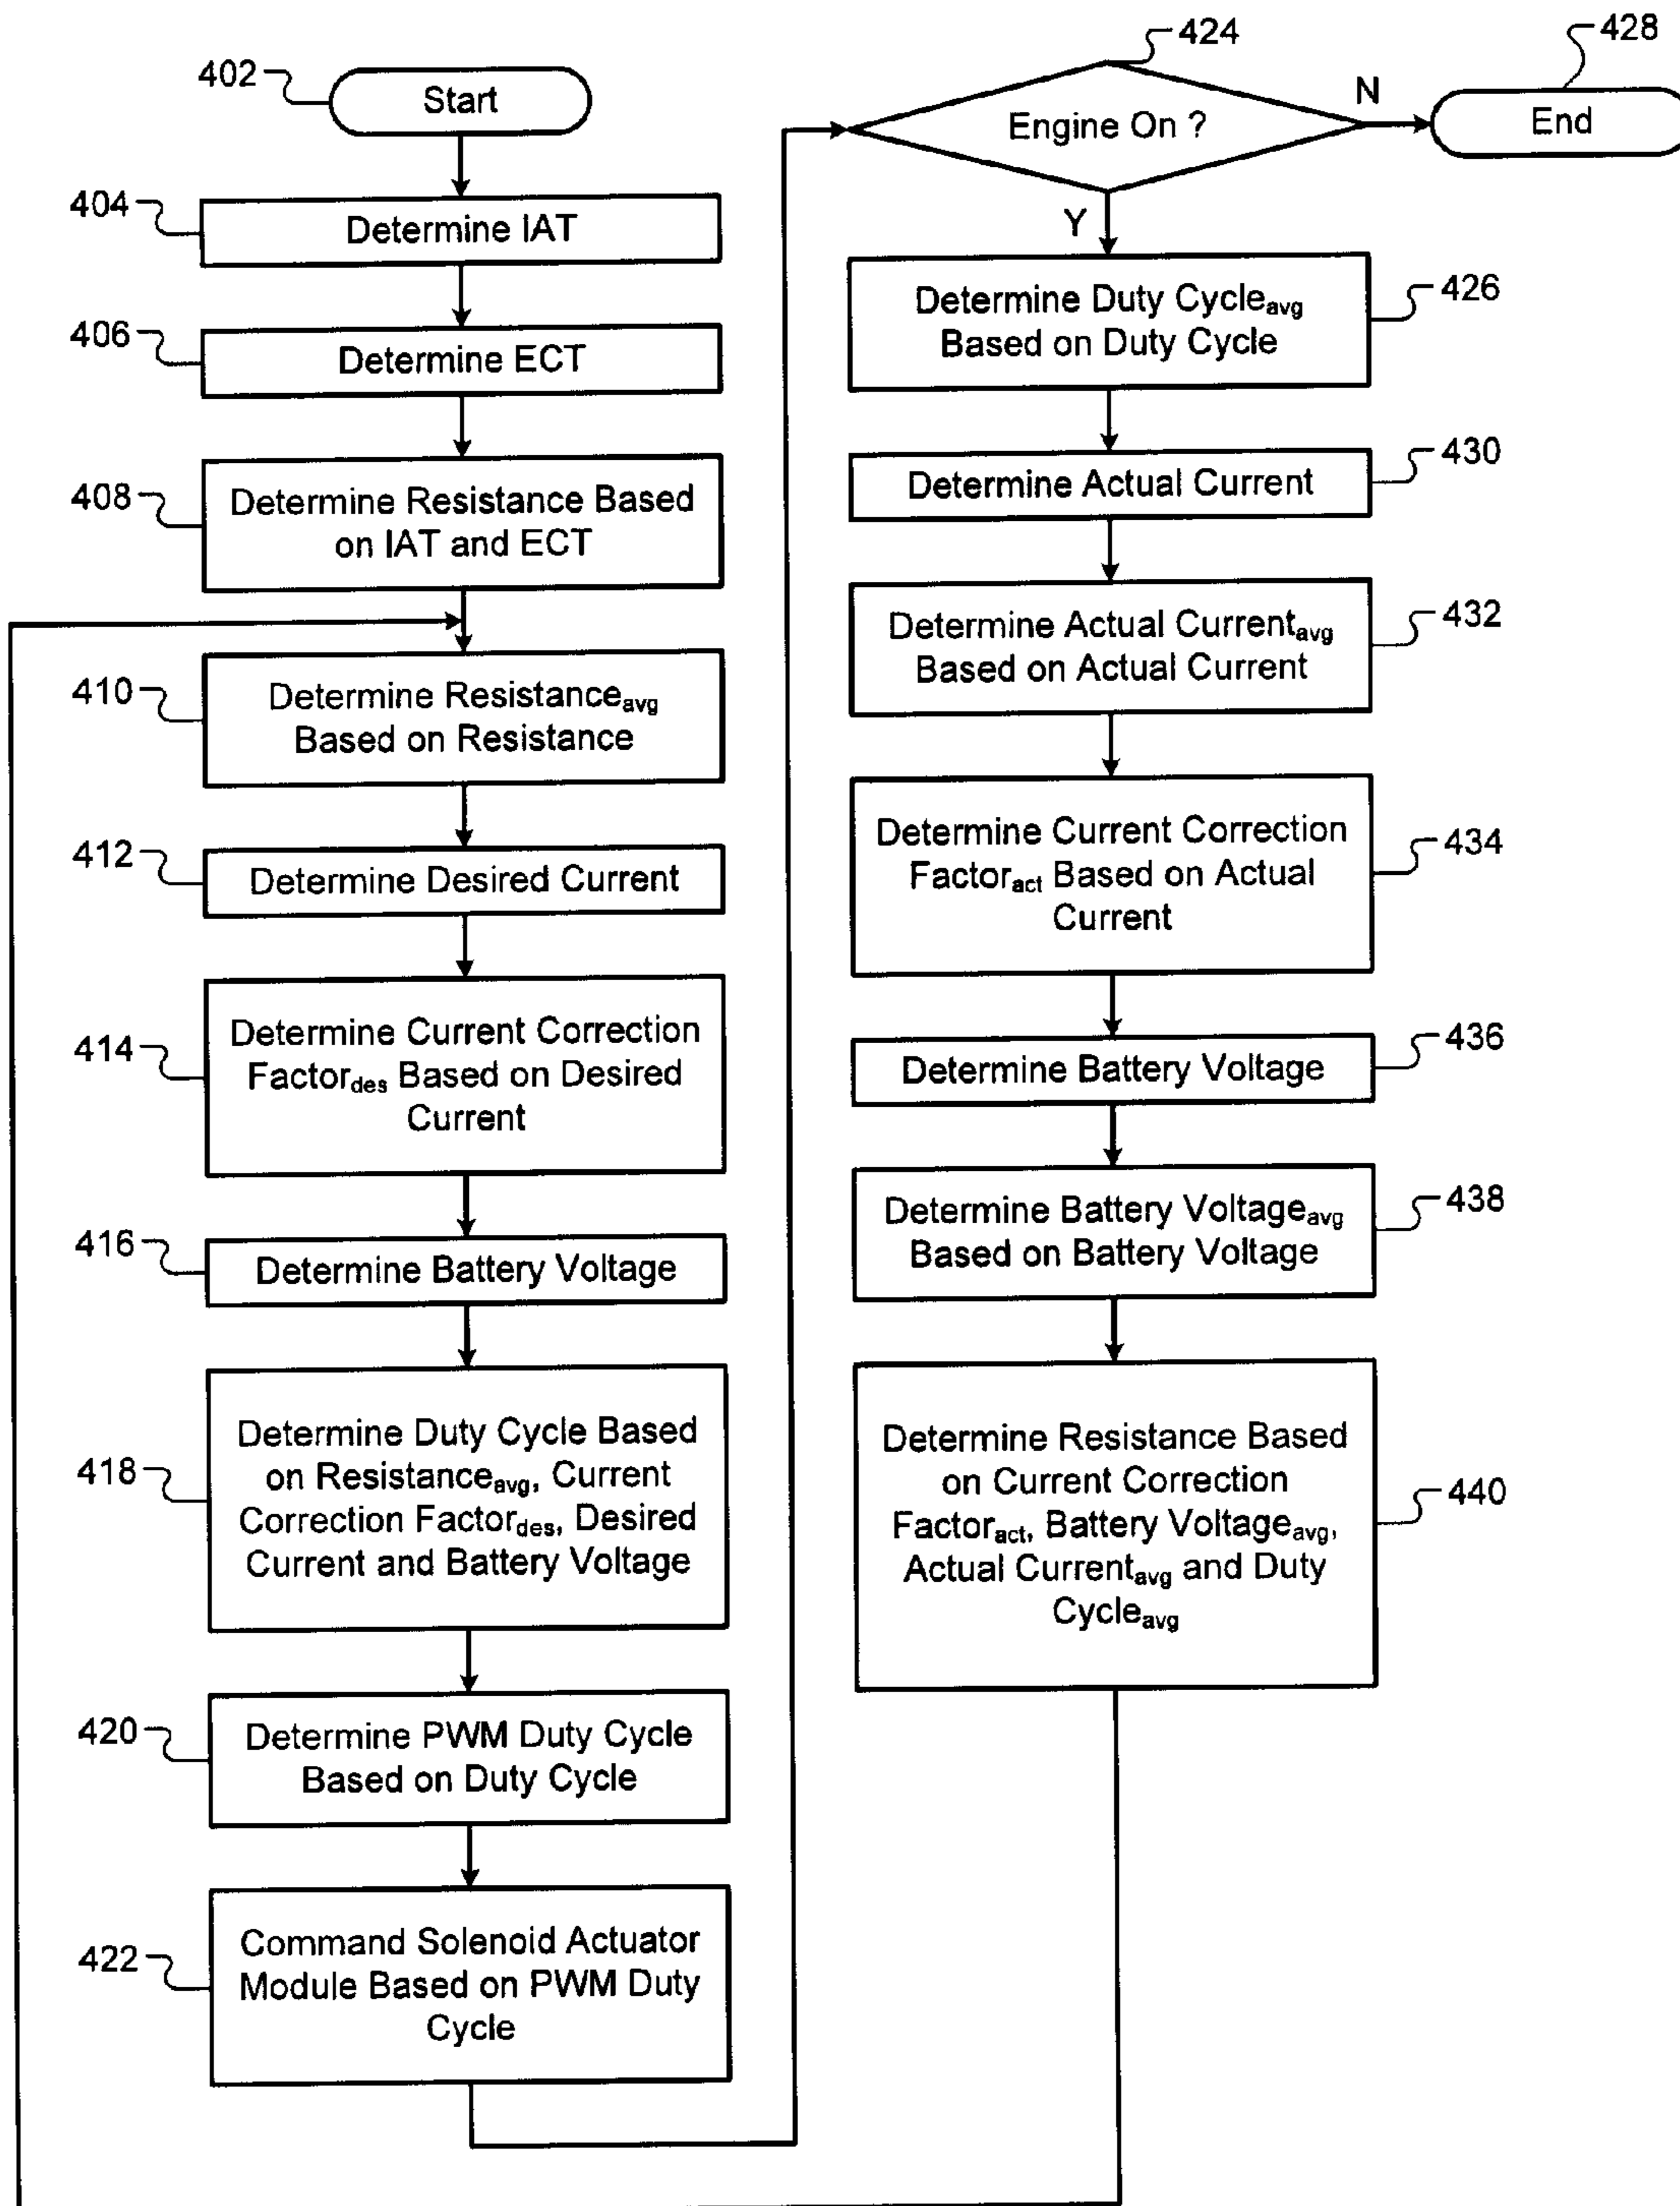 402
Start
404
Determine IAT
406
Determine ECT
408
Determine Resistance Based
on IAT and ECT
410
Determine Resistanceavg
Based on Resistance
412
Determine Desired Current
414
Determine Current Correction
Factordes Based on Desired
Current
416
Determine Battery Voltage
418
Determine Duty Cycle Based
on Resistanceavg, Current
Correction Factordes, Desired
Current and Battery Voltage
420
Determine PWM Duty Cycle
Based on Duty Cycle
422
Command Solenoid Actuator
Module Based on PWM Duty
Cycle
424
Engine On ?
N
428
End
Y
426
Determine Duty Cycleavg
Based on Duty Cycle
430
Determine Actual Current
432
Determine Actual Currentavg
Based on Actual Current
434
Determine Current Correction
Factoract Based on Actual
Current
436
Determine Battery Voltage
438
Determine Battery Voltageavg
Based on Battery Voltage
440
Determine Resistance Based
on Current Correction
Factoract, Battery Voltageavg,
Actual Currentavg and Duty
Cycleavg